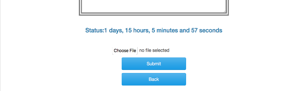 Status:1 days, 15 hours, 5 minutes and 57 seconds
Choose File : no file selected
Submit
Back